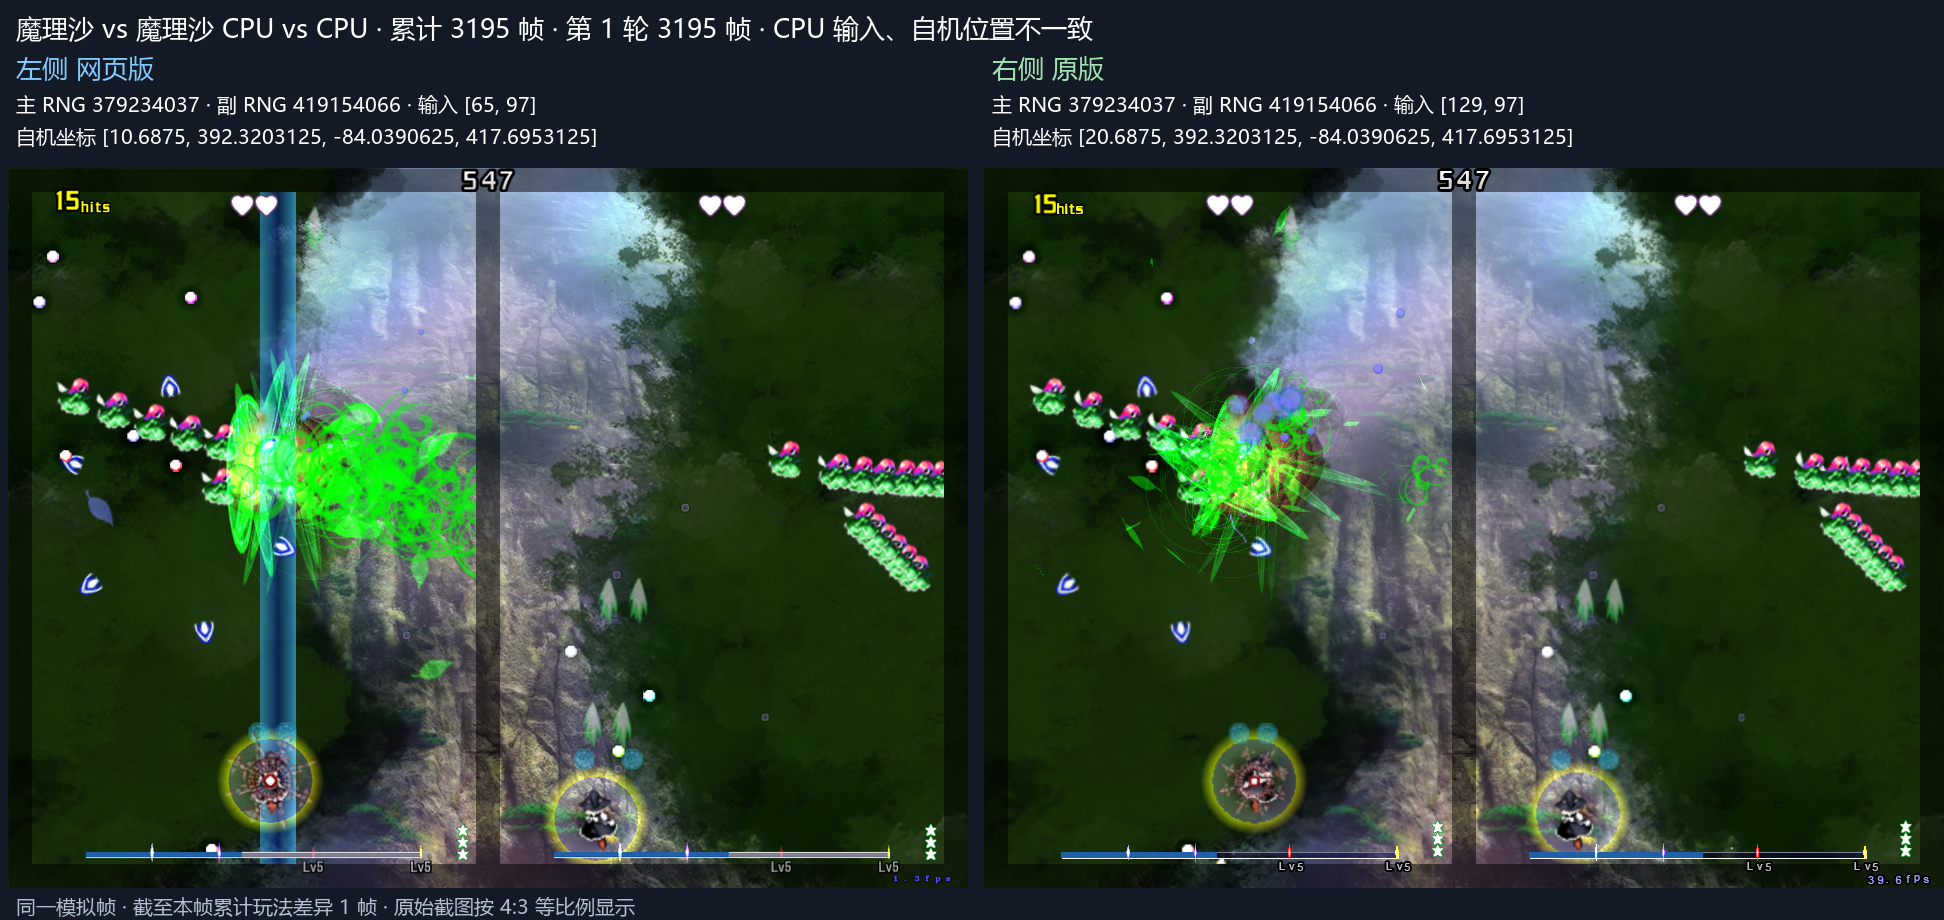 魔理沙 vs 魔理沙 CPU vs CPU · 累计 3195 帧 · 第 1 轮 3195 帧 · CPU 输入、自机位置不一致
左侧 网页版
主 RNG 379234037 · 副 RNG 419154066 · 输入 [65, 97]
自机坐标 [10.6875, 392.3203125, -84.0390625, 417.6953125]
右侧 原版
主 RNG 379234037 · 副 RNG 419154066 · 输入 [129, 97]
自机坐标 [20.6875, 392.3203125, -84.0390625, 417.6953125]
547
15hits
Lv5
Lv5
Lv5
Lv5
1.3fps
547
15hits
Lv5
Lv5
Lv5
Lv5
39.6fps
同一模拟帧 · 截至本帧累计玩法差异 1 帧 · 原始截图按 4:3 等比例显示